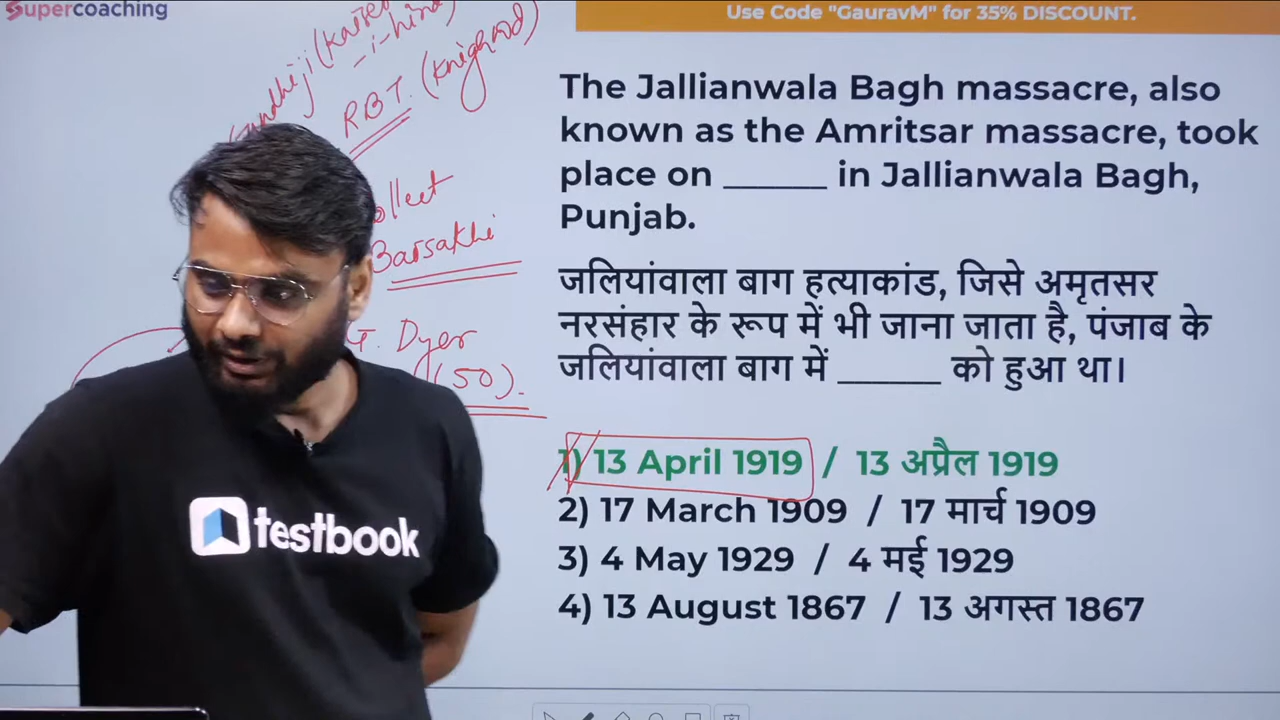 Supercoaching
Use Code "GauravM" for 35% DISCOUNT.
-i-hind
RBT. (knighood)
Barsakhi
G. Dyer
(50).
The Jallianwala Bagh massacre, also
known as the Amritsar massacre, took
place on ______ in Jallianwala Bagh,
Punjab.
जलियांवाला बाग हत्याकांड, जिसे अमृतसर
नरसंहार के रूप में भी जाना जाता है, पंजाब के
जलियांवाला बाग में ______ को हुआ था।
1) 13 April 1919 / 13 अप्रैल 1919
2) 17 March 1909 / 17 मार्च 1909
3) 4 May 1929 / 4 मई 1929
4) 13 August 1867 / 13 अगस्त 1867
testbook